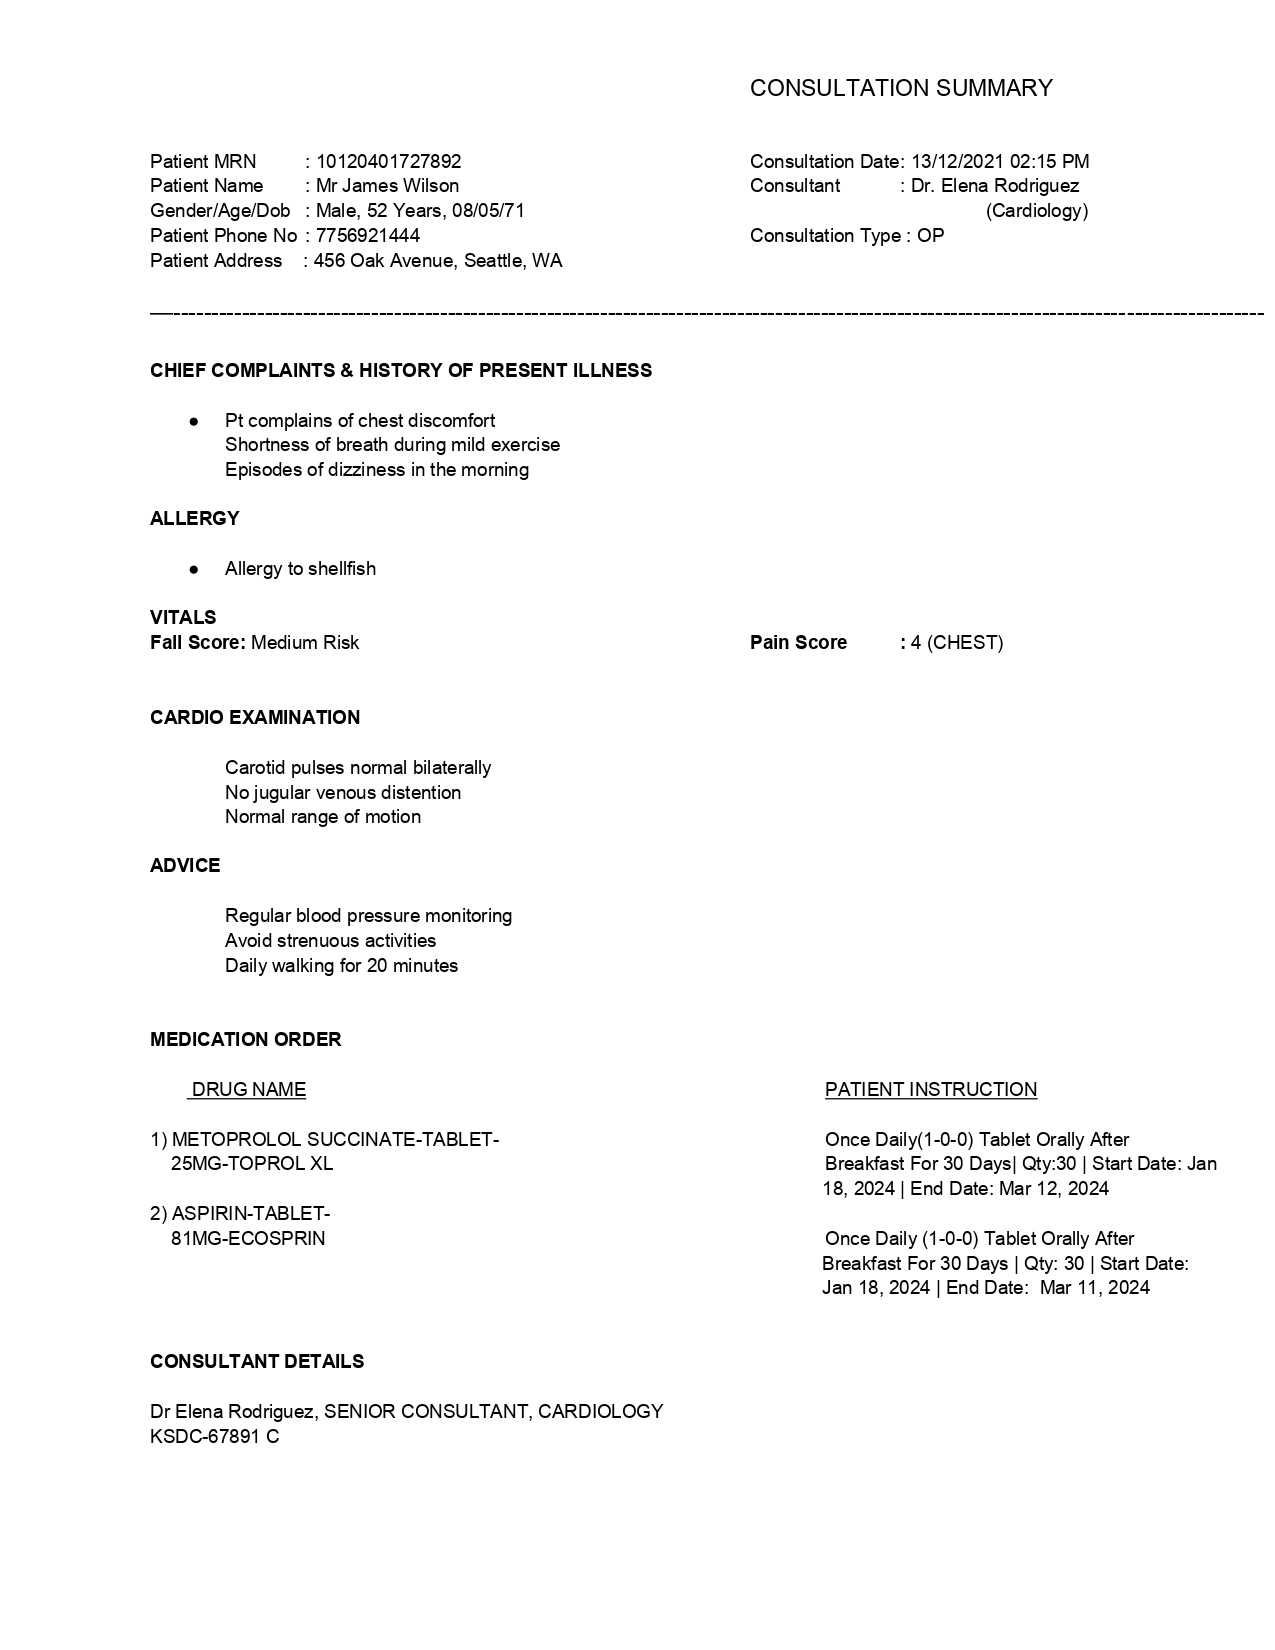 CONSULTATION SUMMARY
Patient MRN : 10120401727892
Patient Name : Mr James Wilson
Gender/Age/Dob : Male, 52 Years, 08/05/71
Patient Phone No : 7756921444
Patient Address : 456 Oak Avenue, Seattle, WA
Consultation Date: 13/12/2021 02:15 PM
Consultant : Dr. Elena Rodriguez
(Cardiology)
Consultation Type : OP
CHIEF COMPLAINTS & HISTORY OF PRESENT ILLNESS
● Pt complains of chest discomfort
Shortness of breath during mild exercise
Episodes of dizziness in the morning
ALLERGY
● Allergy to shellfish
VITALS
Fall Score: Medium Risk
Pain Score : 4 (CHEST)
CARDIO EXAMINATION
Carotid pulses normal bilaterally
No jugular venous distention
Normal range of motion
ADVICE
Regular blood pressure monitoring
Avoid strenuous activities
Daily walking for 20 minutes
MEDICATION ORDER
DRUG NAME
PATIENT INSTRUCTION
1) METOPROLOL SUCCINATE-TABLET-
25MG-TOPROL XL
Once Daily(1-0-0) Tablet Orally After
Breakfast For 30 Days| Qty:30 | Start Date: Jan
18, 2024 | End Date: Mar 12, 2024
2) ASPIRIN-TABLET-
81MG-ECOSPRIN
Once Daily (1-0-0) Tablet Orally After
Breakfast For 30 Days | Qty: 30 | Start Date:
Jan 18, 2024 | End Date: Mar 11, 2024
CONSULTANT DETAILS
Dr Elena Rodriguez, SENIOR CONSULTANT, CARDIOLOGY
KSDC-67891 C